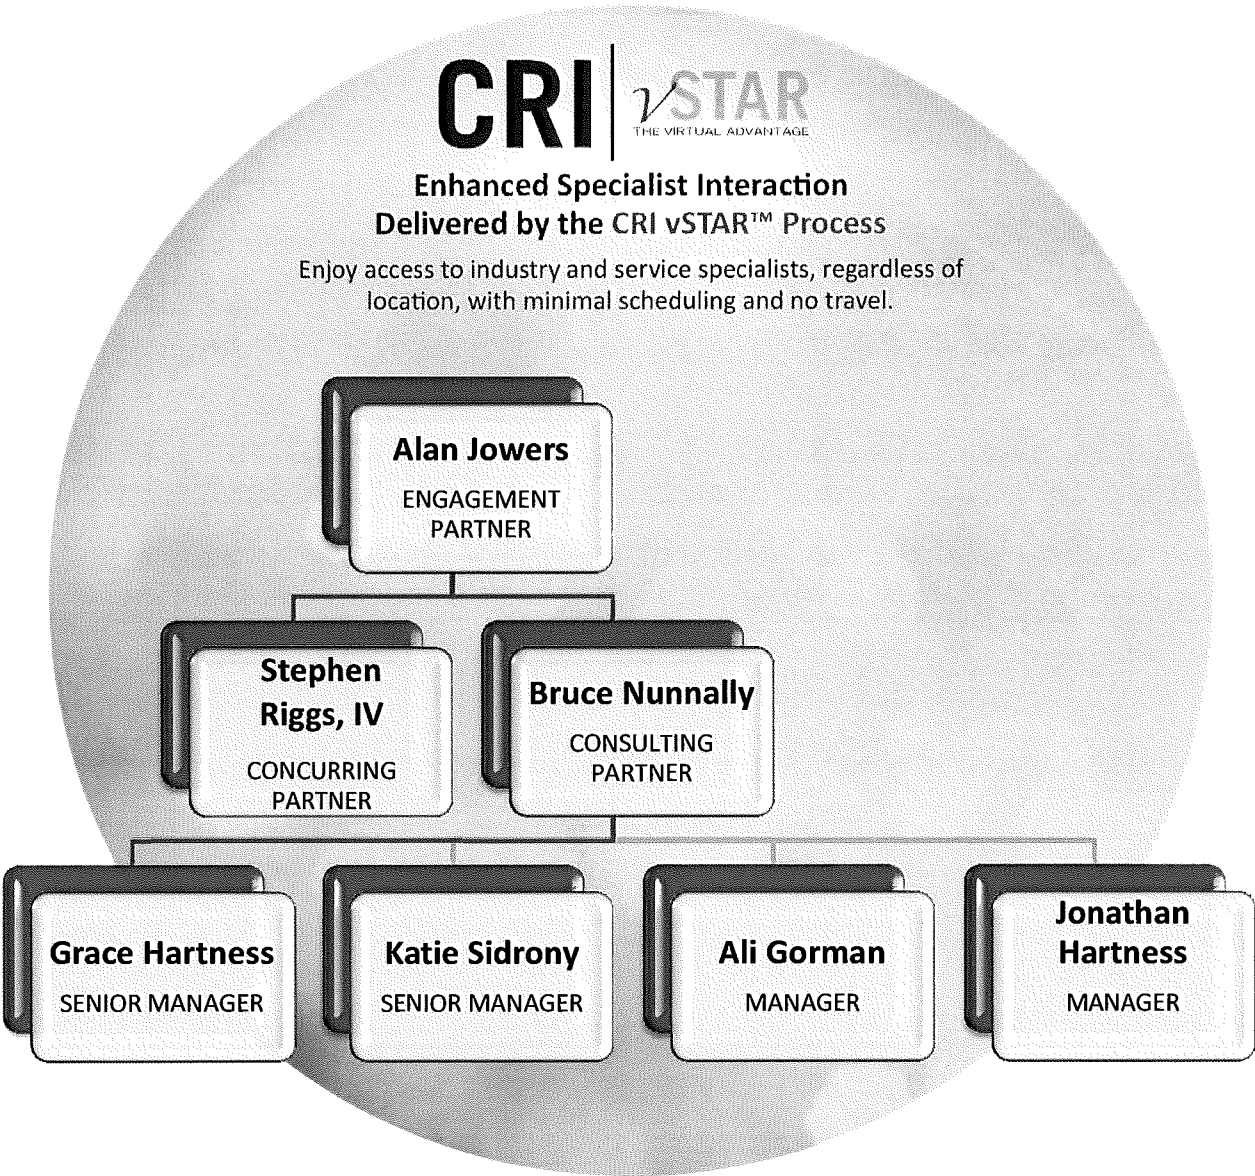 CRI vSTAR
THE VIRTUAL ADVANTAGE
Enhanced Specialist Interaction
Delivered by the CRI vSTAR™ Process
Enjoy access to industry and service specialists, regardless of
location, with minimal scheduling and no travel.
Alan Jowers
ENGAGEMENT
PARTNER
Stephen
Riggs, IV
CONCURRING
PARTNER
Bruce Nunnally
CONSULTING
PARTNER
Grace Hartness
SENIOR MANAGER
Katie Sidrony
SENIOR MANAGER
Ali Gorman
MANAGER
Jonathan
Hartness
MANAGER